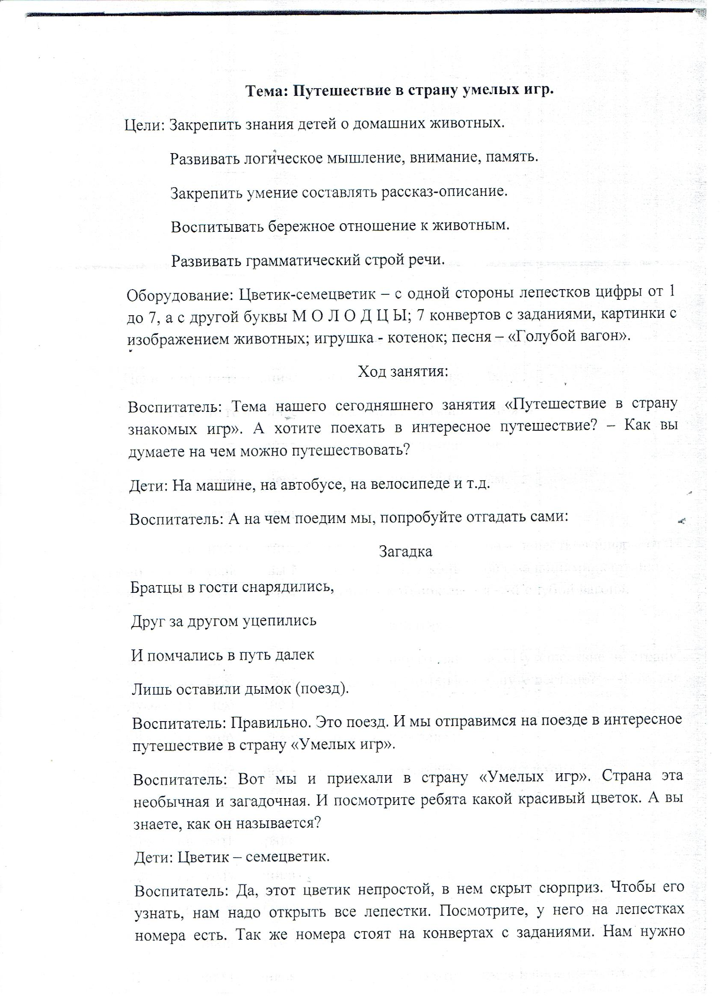 Тема: Путешествие в страну умелых игр.
Цели: Закрепить знания детей о домашних животных.
Развивать логическое мышление, внимание, память.
Закрепить умение составлять рассказ-описание.
Воспитывать бережное отношение к животным.
Развивать грамматический строй речи.
Оборудование: Цветик-семецветик – с одной стороны лепестков цифры от 1
до 7, а с другой буквы М О Л О Д Ц Ы; 7 конвертов с заданиями, картинки с
изображением животных; игрушка - котенок; песня – «Голубой вагон».
Ход занятия:
Воспитатель: Тема нашего сегодняшнего занятия «Путешествие в страну
знакомых игр». А хотите поехать в интересное путешествие? – Как вы
думаете на чем можно путешествовать?
Дети: На машине, на автобусе, на велосипеде и т.д.
Воспитатель: А на чем поедим мы, попробуйте отгадать сами:
Загадка
Братцы в гости снарядились,
Друг за другом уцепились
И помчались в путь далек
Лишь оставили дымок (поезд).
Воспитатель: Правильно. Это поезд. И мы отправимся на поезде в интересное
путешествие в страну «Умелых игр».
Воспитатель: Вот мы и приехали в страну «Умелых игр». Страна эта
необычная и загадочная. И посмотрите ребята какой красивый цветок. А вы
знаете, как он называется?
Дети: Цветик – семецветик.
Воспитатель: Да, этот цветик непростой, в нем скрыт сюрприз. Чтобы его
узнать, нам надо открыть все лепестки. Посмотрите, у него на лепестках
номера есть. Так же номера стоят на конвертах с заданиями. Нам нужно